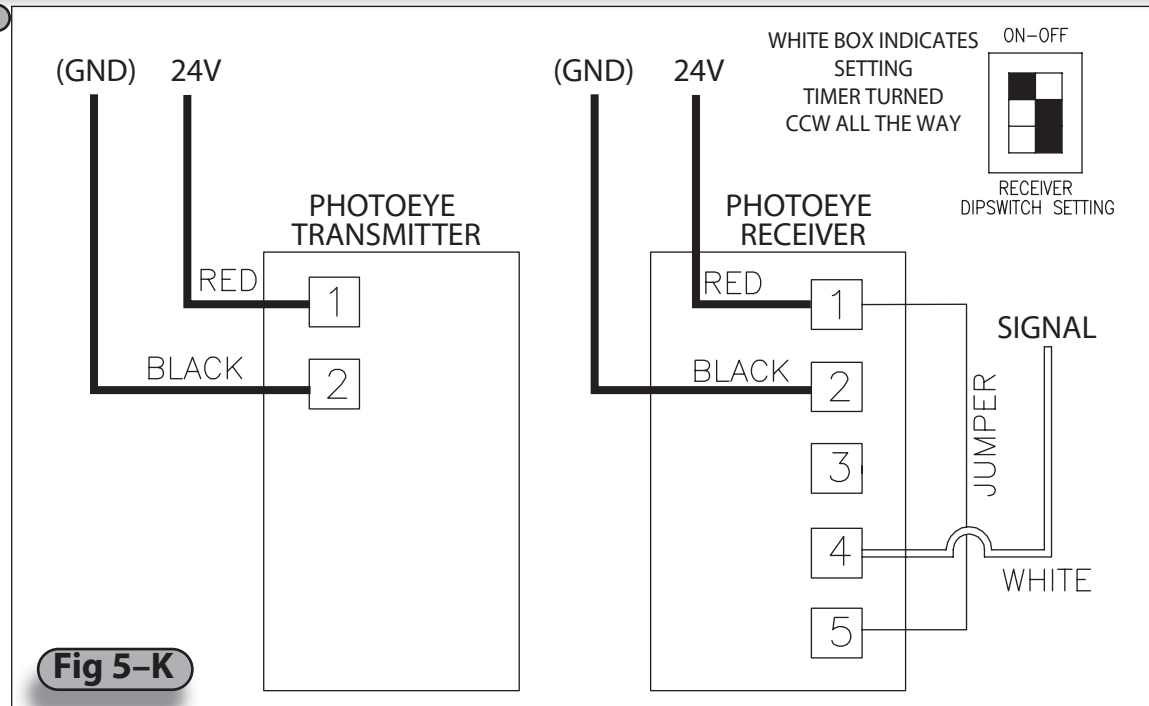 WHITE BOX INDICATES
SETTING
TIMER TURNED
CCW ALL THE WAY
ON-OFF
RECEIVER
DIPSWITCH SETTING
(GND) 24V
PHOTOEYE
TRANSMITTER
RED
1
BLACK
2
(GND) 24V
PHOTOEYE
RECEIVER
RED
1
BLACK
2
3
4
5
JUMPER
SIGNAL
WHITE
Fig 5–K